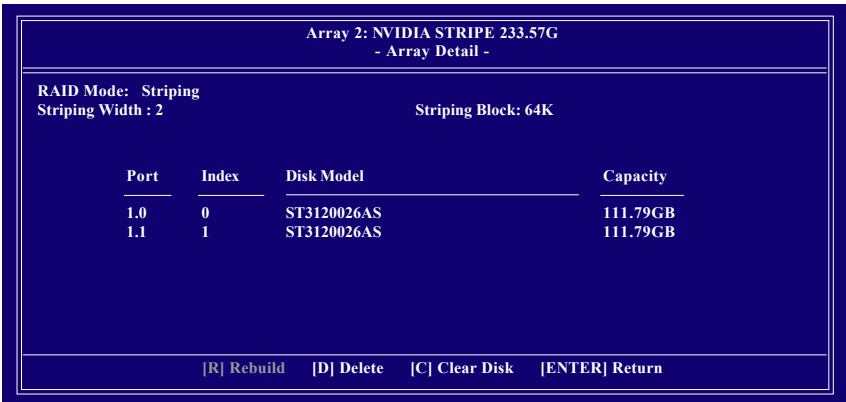 Array 2: NVIDIA STRIPE 233.57G
- Array Detail -
RAID Mode: Striping
Striping Width : 2 Striping Block: 64K
Port Index Disk Model Capacity
1.0 0 ST3120026AS 111.79GB
1.1 1 ST3120026AS 111.79GB
[R] Rebuild [D] Delete [C] Clear Disk [ENTER] Return